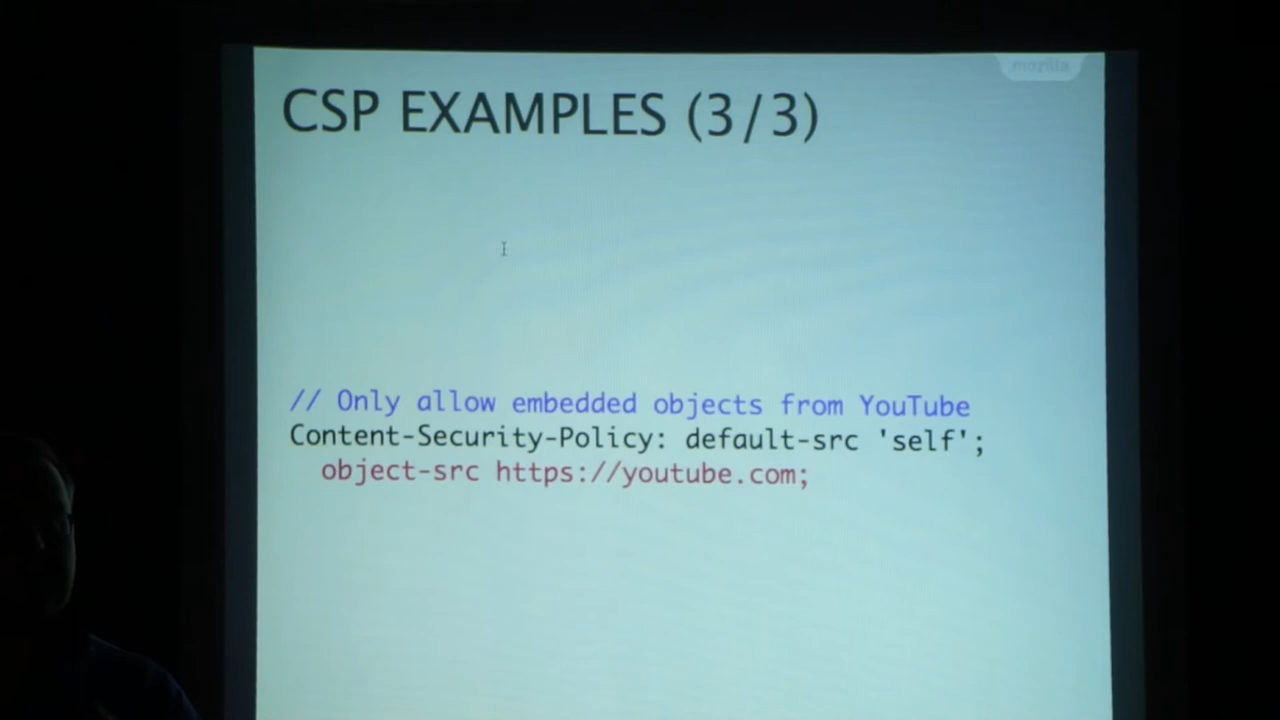 mozilla
CSP EXAMPLES (3/3)
// Only allow embedded objects from YouTube
Content-Security-Policy: default-src 'self';
object-src https://youtube.com;